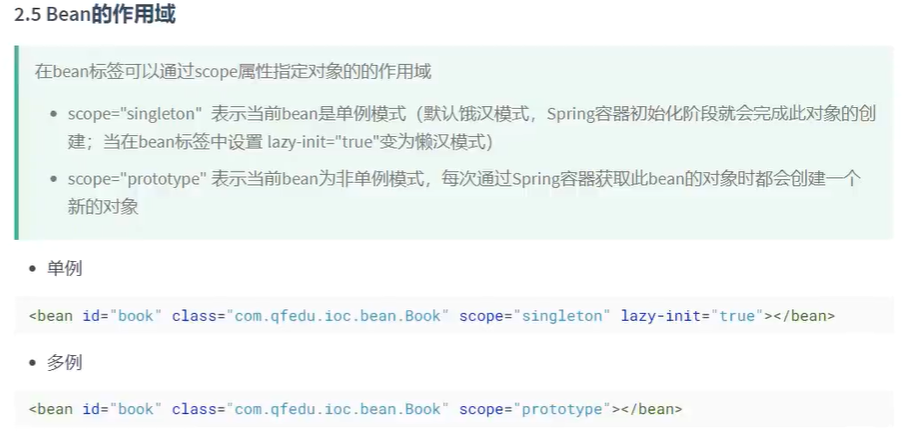 2.5 Bean的作用域
在bean标签可以通过scope属性指定对象的的作用域
• scope="singleton" 表示当前bean是单例模式（默认饿汉模式，Spring容器初始化阶段就会完成此对象的创
建；当在bean标签中设置 lazy-init="true"变为懒汉模式）
• scope="prototype" 表示当前bean为非单例模式，每次通过Spring容器获取此bean的对象时都会创建一个
新的对象
• 单例
<bean id="book" class="com.qfedu.ioc.bean.Book" scope="singleton" lazy-init="true"></bean>
• 多例
<bean id="book" class="com.qfedu.ioc.bean.Book" scope="prototype"></bean>